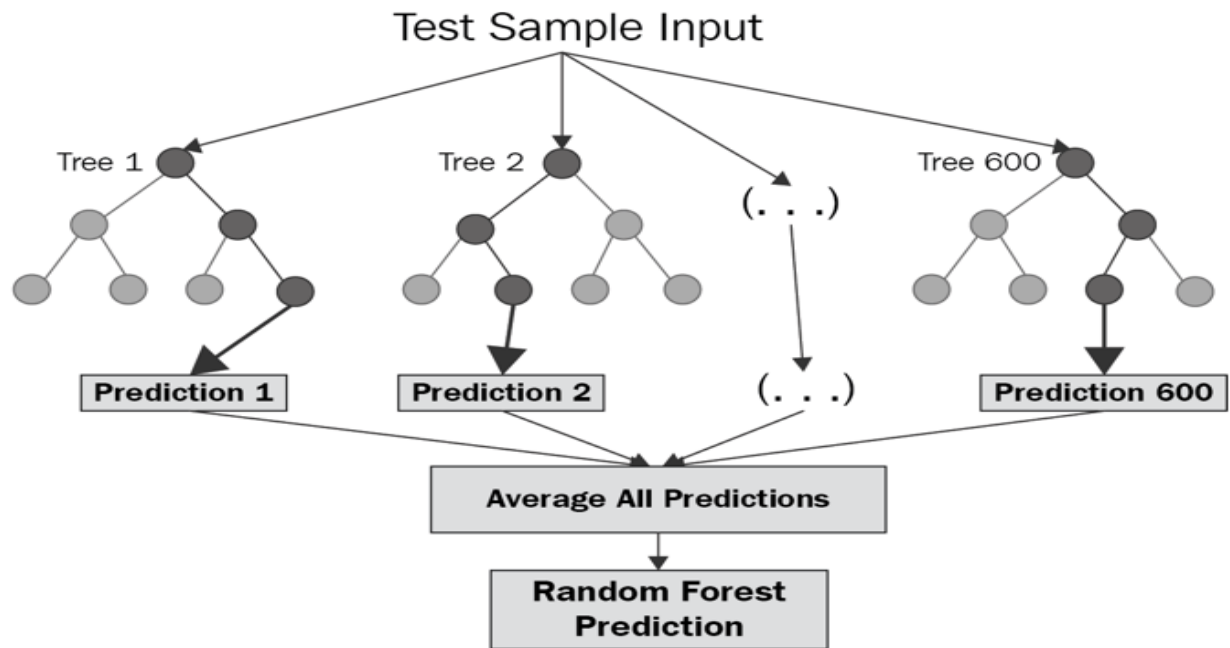 Test Sample Input
Tree 1
Tree 2
Tree 600
(. . .)
Prediction 1
Prediction 2
(. . .)
Prediction 600
Average All Predictions
Random Forest
Prediction